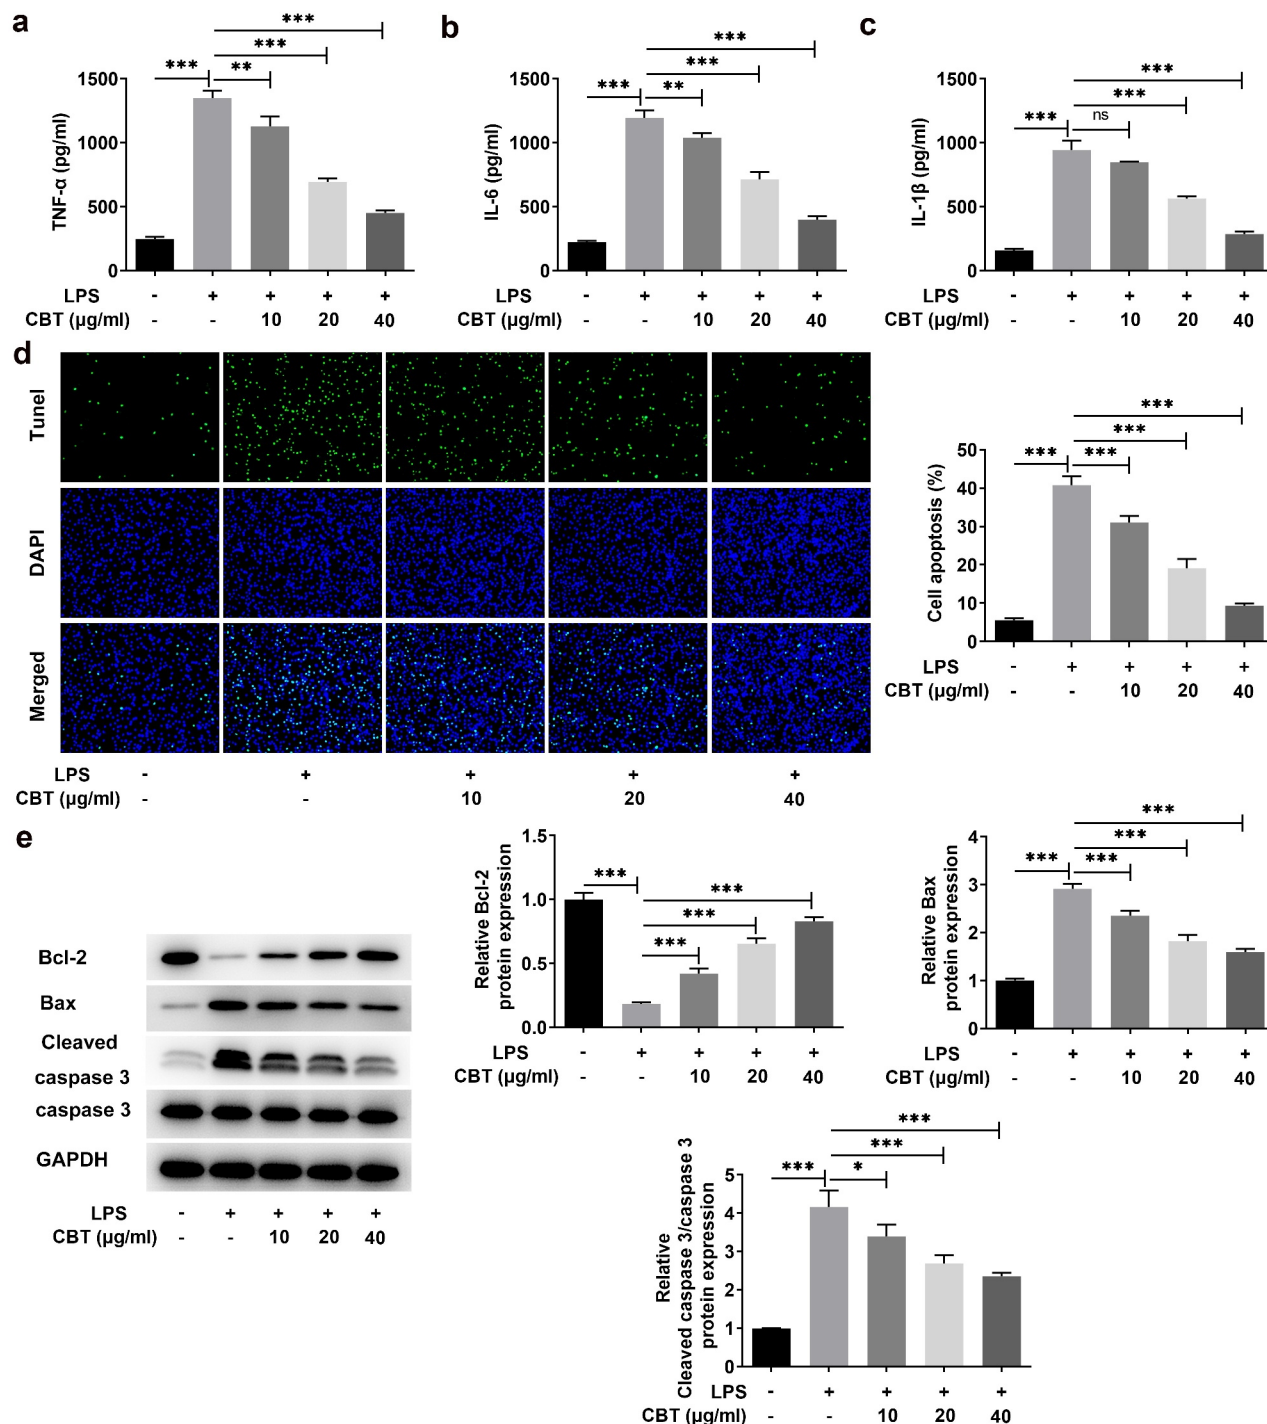 a
***
***
***
**
TNF-α (pg/ml)
1500
1000
500
0
LPS - + + + +
CBT (μg/ml) - - 10 20 40
b
***
***
***
**
IL-6 (pg/ml)
1500
1000
500
0
LPS - + + + +
CBT (μg/ml) - - 10 20 40
c
***
***
***
ns
IL-1β (pg/ml)
1500
1000
500
0
LPS - + + + +
CBT (μg/ml) - - 10 20 40
d
Tunel
DAPI
Merged
LPS - + + + +
CBT (μg/ml) - - 10 20 40
***
***
*** ***
Cell apoptosis (%)
50
40
30
20
10
0
LPS - + + + +
CBT (μg/ml) - - 10 20 40
e
Bcl-2
Bax
Cleaved
caspase 3
caspase 3
GAPDH
LPS - + + + +
CBT (μg/ml) - - 10 20 40
***
***
***
***
Relative Bcl-2
protein expression
1.5
1.0
0.5
0.0
LPS - + + + +
CBT (μg/ml) - - 10 20 40
***
***
*** ***
Relative Bax
protein expression
4
3
2
1
0
LPS - + + + +
CBT (μg/ml) - - 10 20 40
***
***
*** *
Relative
Cleaved caspase 3/caspase 3
protein expression
5
4
3
2
1
0
LPS - + + + +
CBT (μg/ml) - - 10 20 40